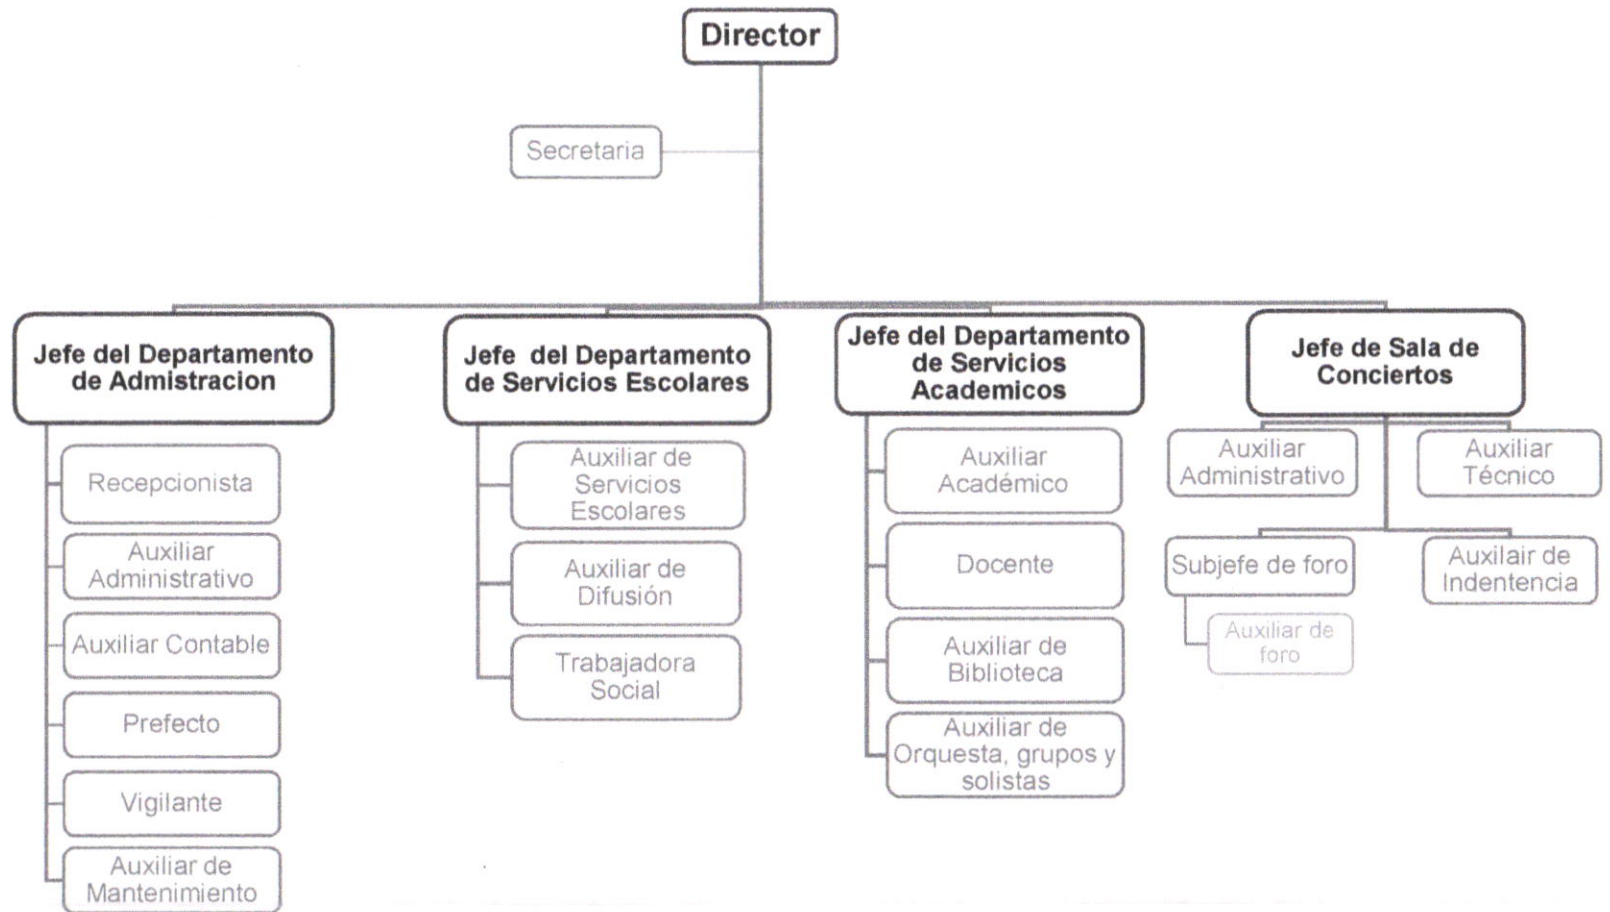 Director
Secretaria
Jefe del Departamento
de Admistracion
Recepcionista
Auxiliar
Administrativo
Auxiliar Contable
Prefecto
Vigilante
Auxiliar de
Mantenimiento
Jefe del Departamento
de Servicios Escolares
Auxiliar de
Servicios
Escolares
Auxiliar de
Difusión
Trabajadora
Social
Jefe del Departamento
de Servicios
Academicos
Auxiliar
Académico
Docente
Auxiliar de
Biblioteca
Auxiliar de
Orquesta, grupos y
solistas
Jefe de Sala de
Conciertos
Auxiliar
Administrativo
Auxiliar
Técnico
Subjefe de foro
Auxiliar de
foro
Auxilair de
Indentencia